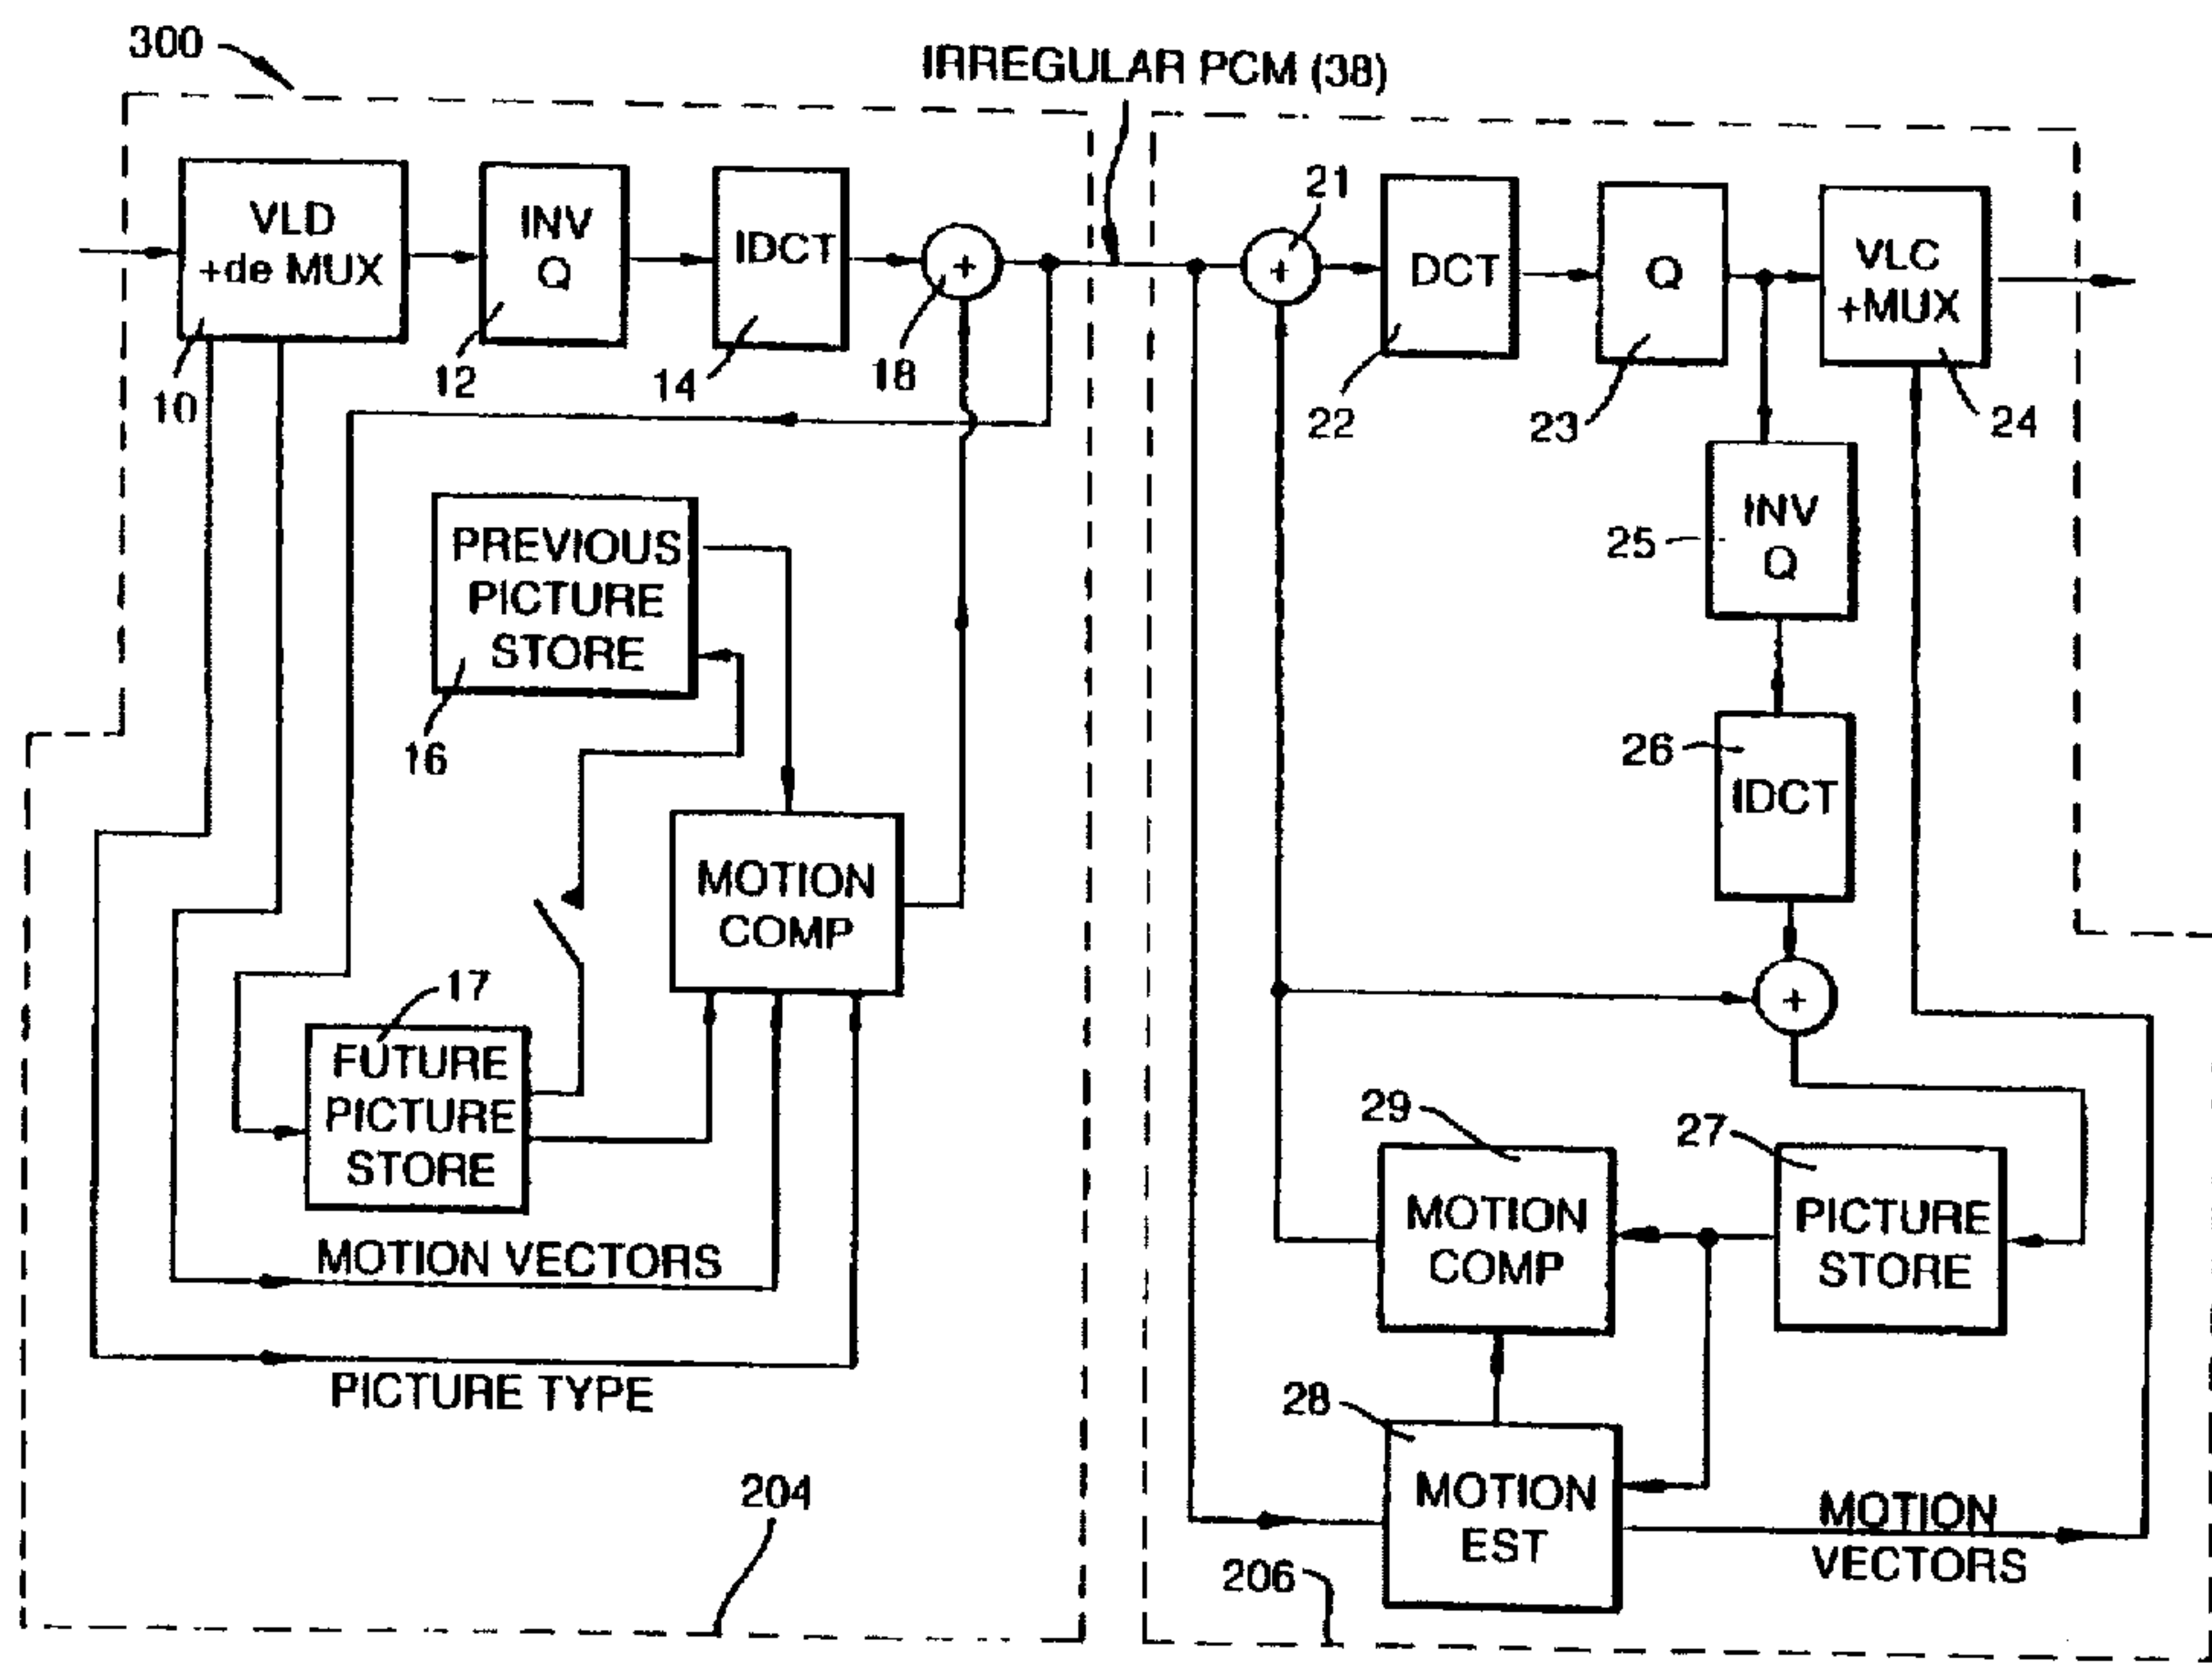 300
IRREGULAR PCM (38)
VLD
+de MUX
10
INV
Q
12
IDCT
14
+
18
+
21
DCT
22
Q
23
VLC
+MUX
24
PREVIOUS
PICTURE
STORE
16
INV
Q
25
26
IDCT
MOTION
COMP
+
17
FUTURE
PICTURE
STORE
29
MOTION
COMP
27
PICTURE
STORE
MOTION VECTORS
PICTURE TYPE
28
MOTION
EST
MOTION
VECTORS
204
206